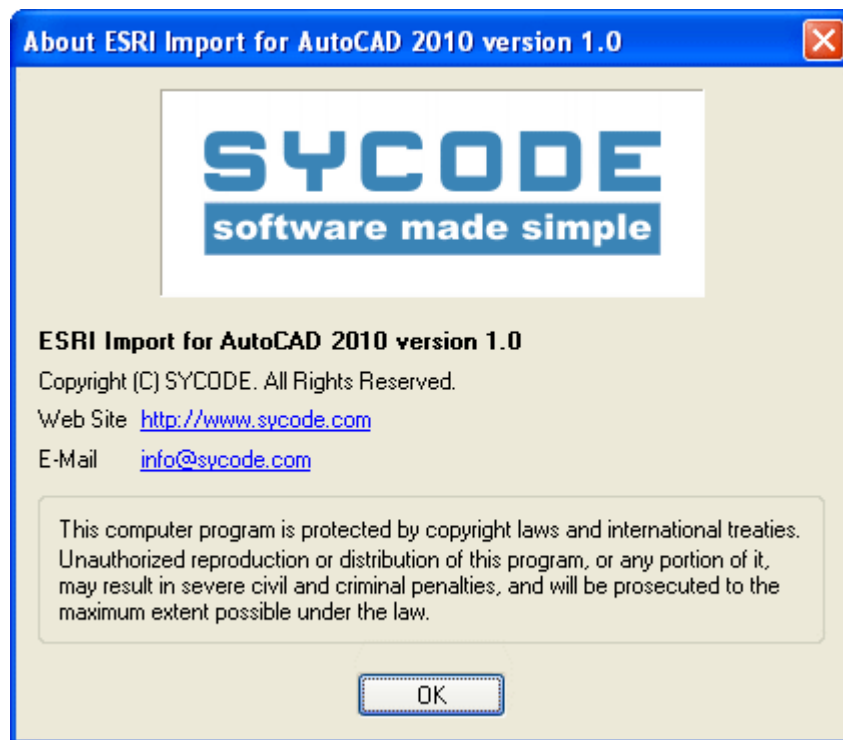 About ESRI Import for AutoCAD 2010 version 1.0
SYCODE
software made simple
ESRI Import for AutoCAD 2010 version 1.0
Copyright (C) SYCODE. All Rights Reserved.
Web Site http://www.sycode.com
E-Mail info@sycode.com
This computer program is protected by copyright laws and international treaties.
Unauthorized reproduction or distribution of this program, or any portion of it,
may result in severe civil and criminal penalties, and will be prosecuted to the
maximum extent possible under the law.
OK